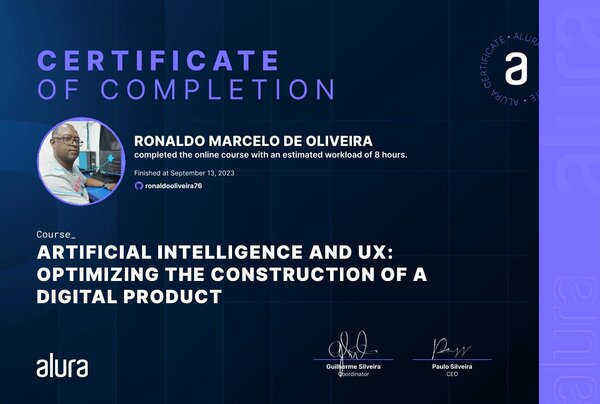 CERTIFICATE
OF COMPLETION
ALURA CERTIFICATE • ALURA
a
RONALDO MARCELO DE OLIVEIRA
completed the online course with an estimated workload of 8 hours.
Finished at September 13, 2023
ronaldooliveira76
Course_
ARTIFICIAL INTELLIGENCE AND UX:
OPTIMIZING THE CONSTRUCTION OF A
DIGITAL PRODUCT
Guilherme Silveira
Coordinator
Paulo Silveira
CEO
alura
alura
alura